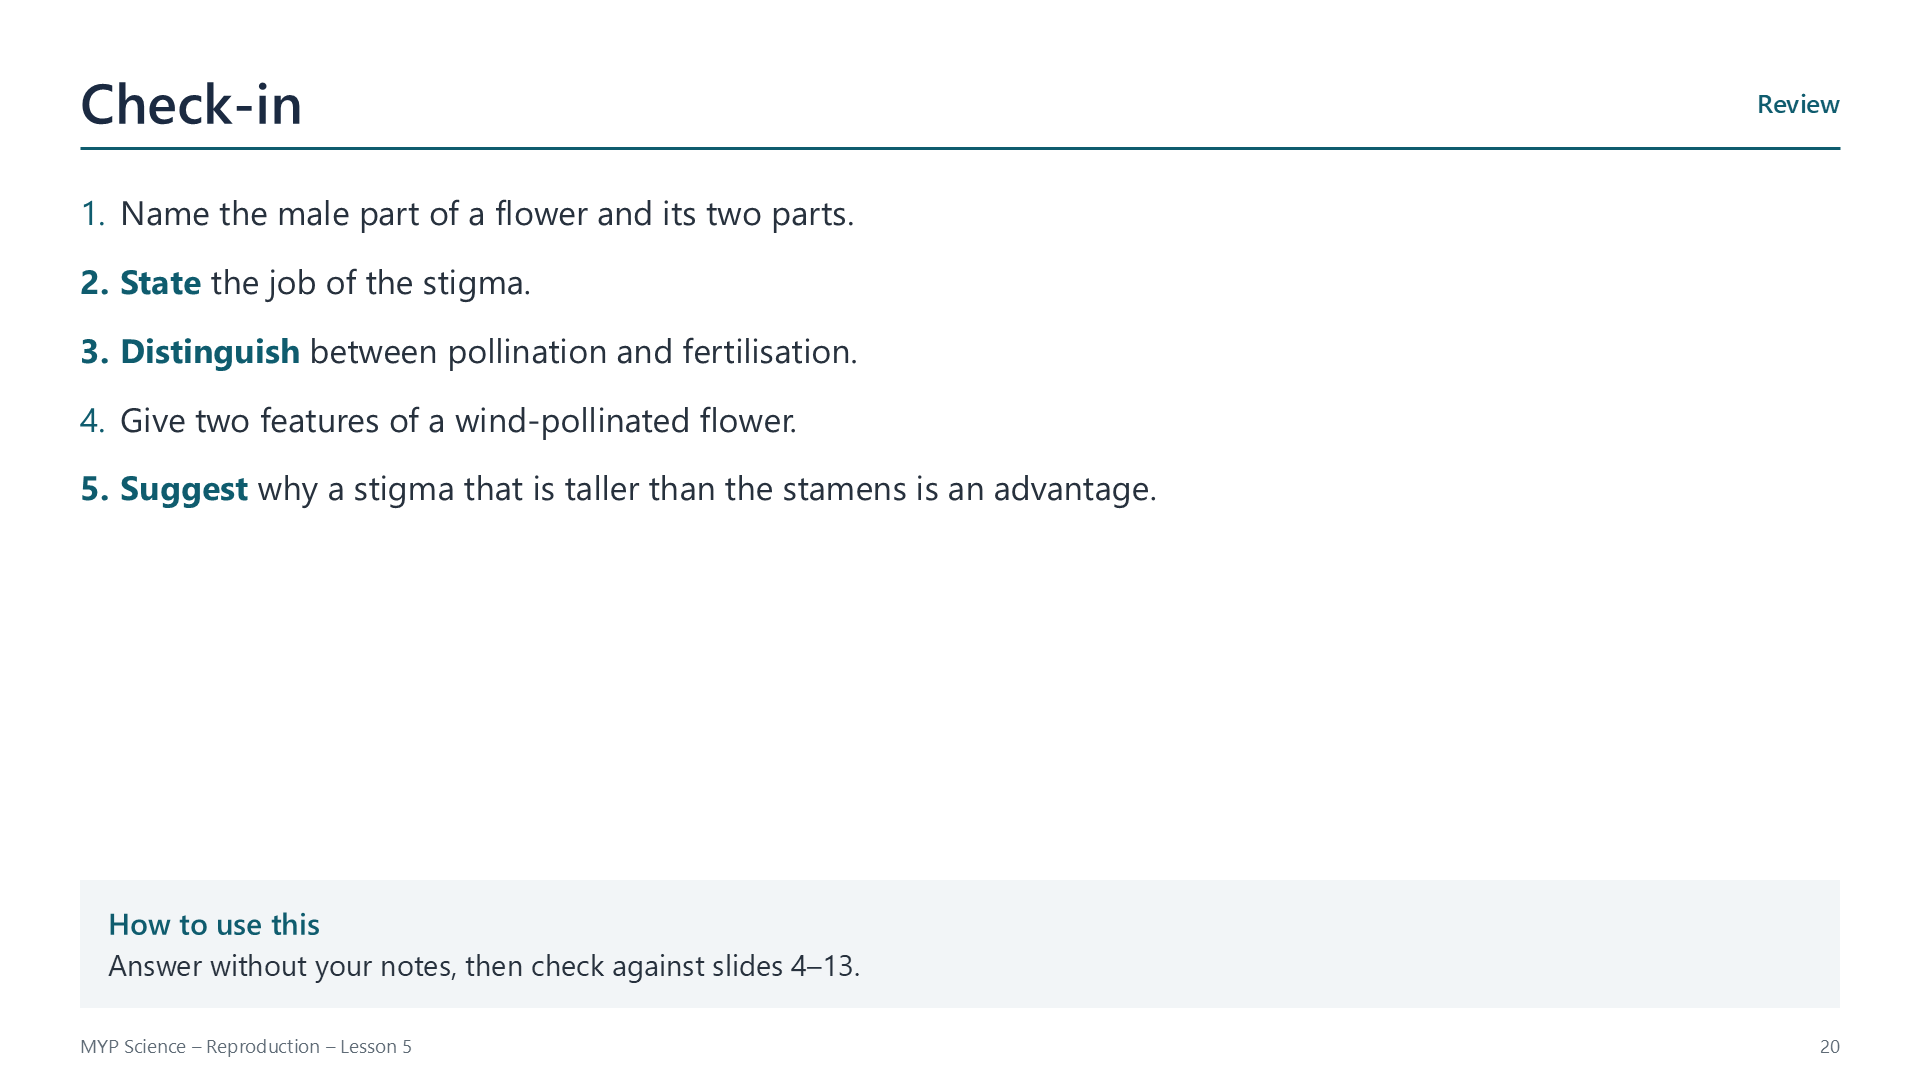 Check-in
Review
1. Name the male part of a flower and its two parts.
2. State the job of the stigma.
3. Distinguish between pollination and fertilisation.
4. Give two features of a wind-pollinated flower.
5. Suggest why a stigma that is taller than the stamens is an advantage.
How to use this
Answer without your notes, then check against slides 4–13.
MYP Science – Reproduction – Lesson 5
20